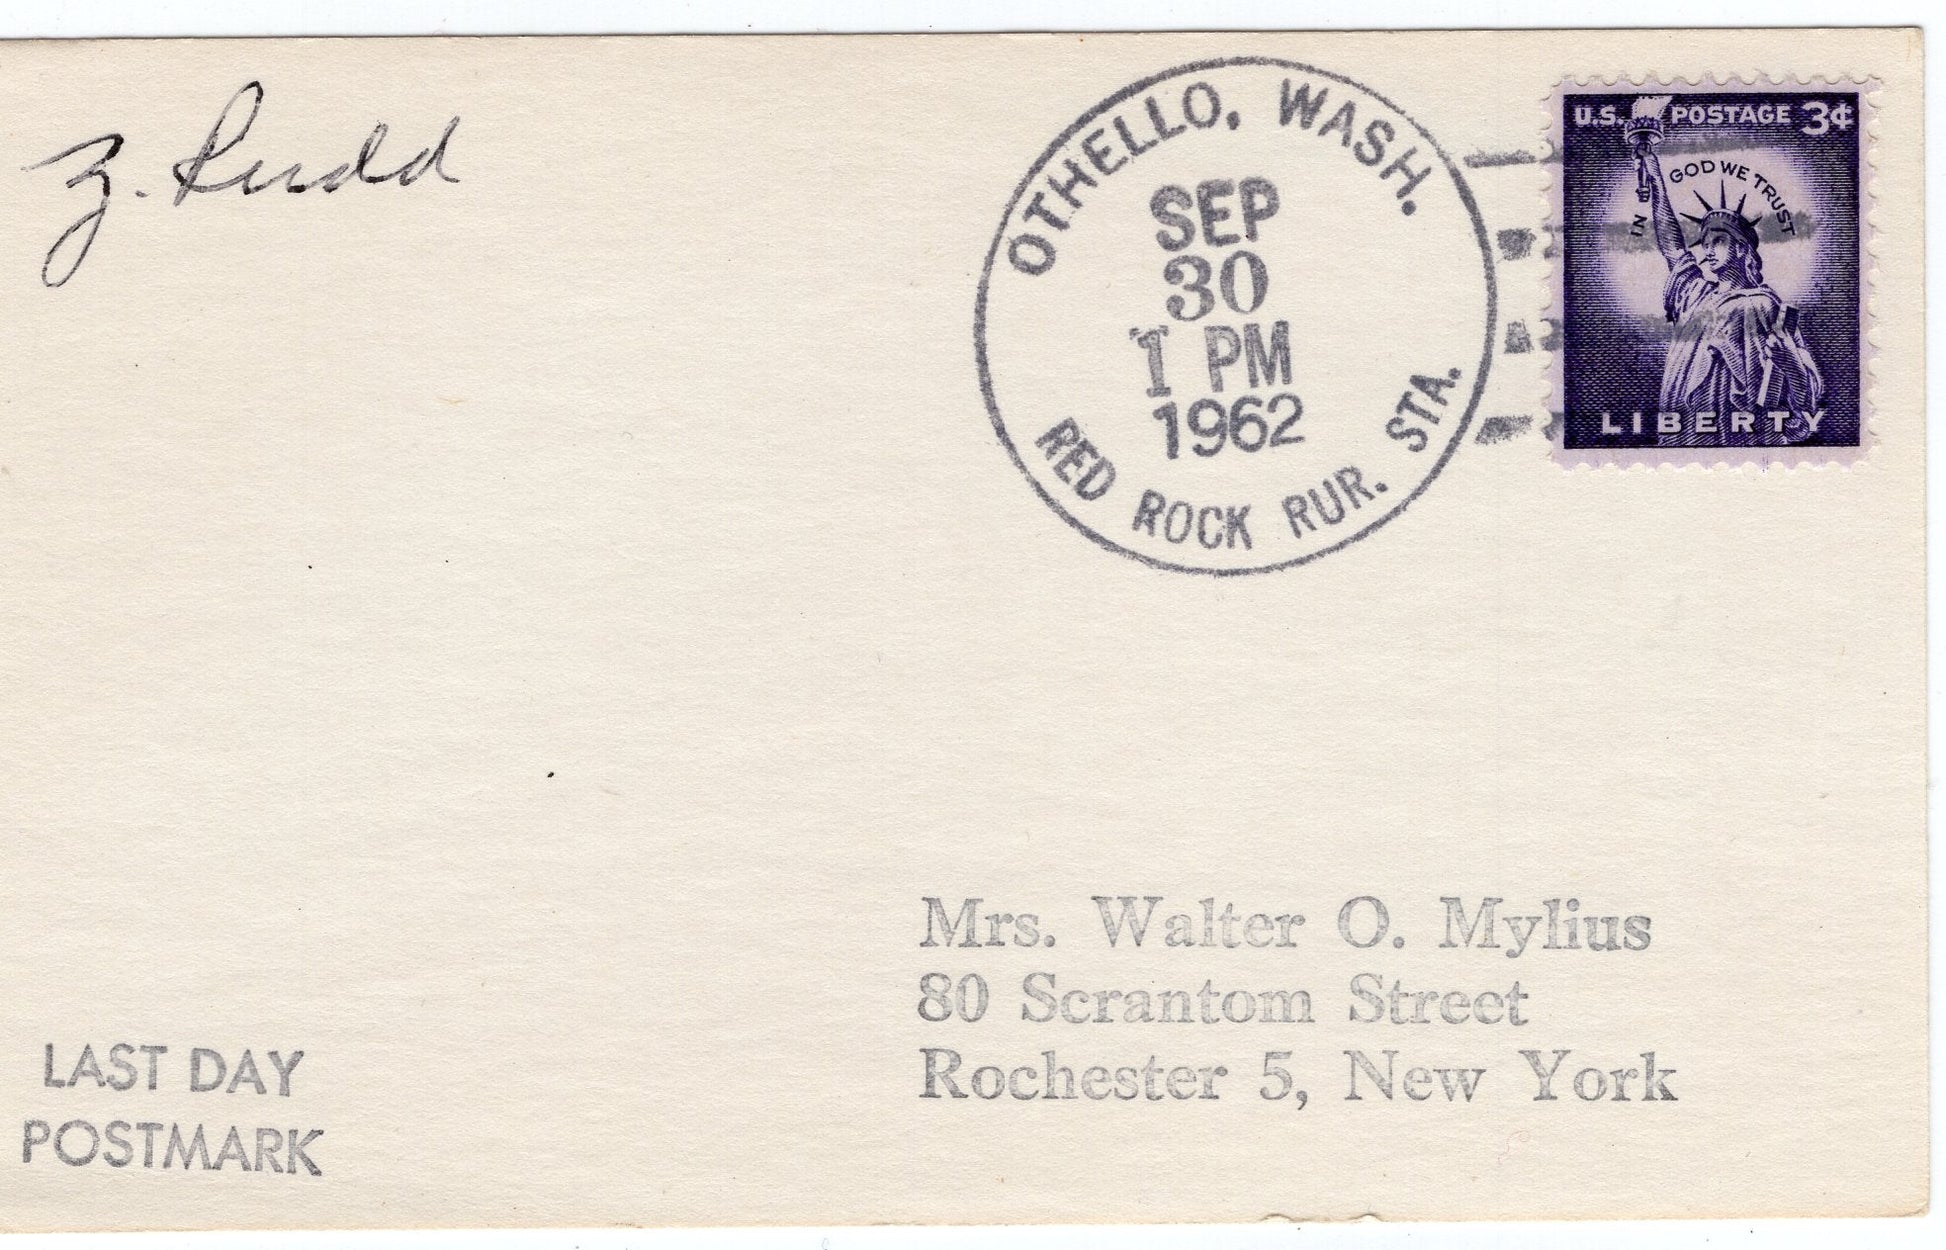 Z. Rudd
OTHELLO, WASH.
SEP
30
1 PM
1962
RED ROCK RUR. STA.
U.S. POSTAGE 3¢
IN GOD WE TRUST
LIBERTY
Mrs. Walter O. Mylius
80 Scrantom Street
Rochester 5, New York
LAST DAY
POSTMARK